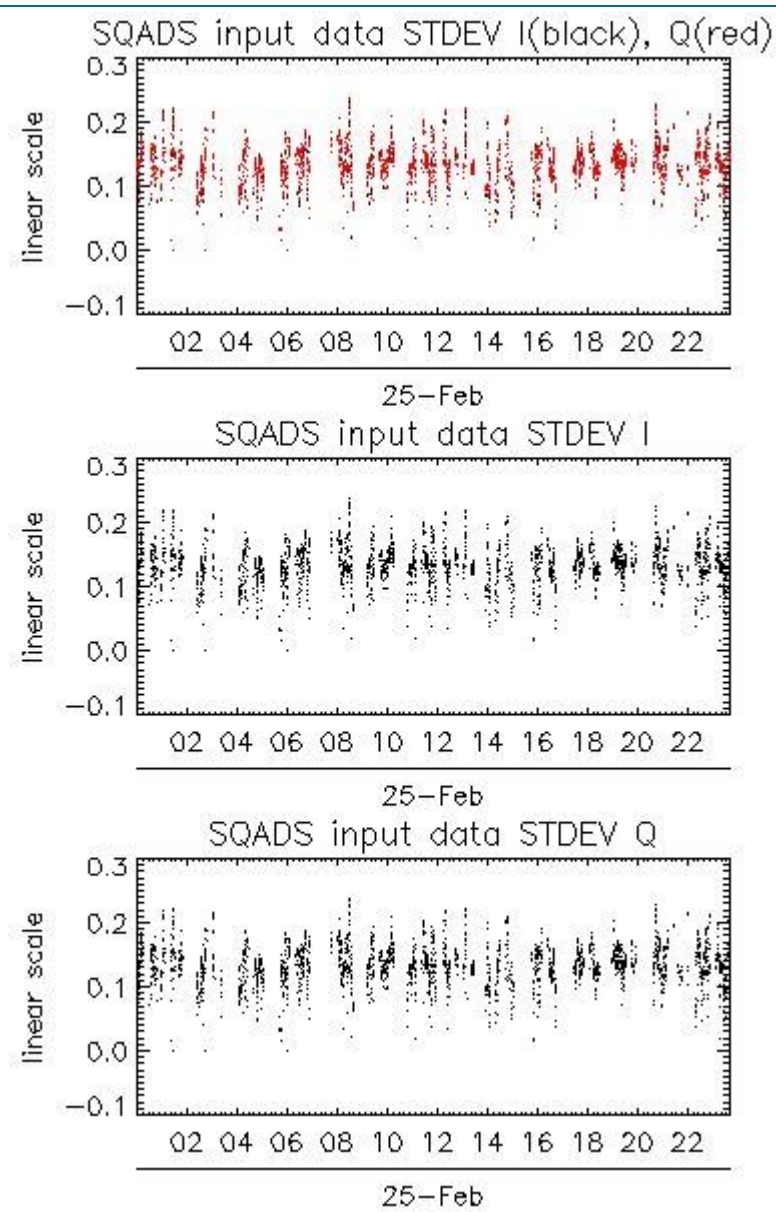 SQADS input data STDEV I(black), Q(red)
0.3
0.2
0.1
0.0
-0.1
linear scale
02 04 06 08 10 12 14 16 18 20 22
25-Feb
SQADS input data STDEV I
0.3
0.2
0.1
0.0
-0.1
linear scale
02 04 06 08 10 12 14 16 18 20 22
25-Feb
SQADS input data STDEV Q
0.3
0.2
0.1
0.0
-0.1
linear scale
02 04 06 08 10 12 14 16 18 20 22
25-Feb